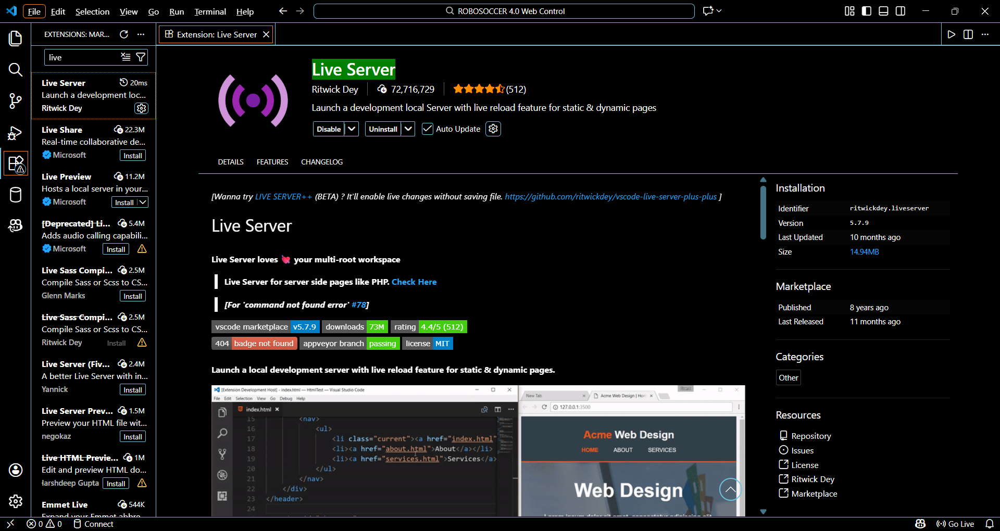 File Edit Selection View Go Run Terminal Help
ROBOSOCCER 4.0 Web Control
EXTENSIONS: MAR...
live
Live Server 20ms
Launch a development loc...
Ritwick Dey
Live Share 22.3M
Real-time collaborative de...
Microsoft Install
Live Preview 11.2M
Hosts a local server in your...
Microsoft Install
[Deprecated] Li... 5.4M
Adds audio calling capabili...
Microsoft Install
Live Sass Compi... 2.5M
Compile Sass or Scss to CS...
Glenn Marks Install
Live Sass Compi... 2.5M
Compile Sass or Scss to CS...
Ritwick Dey Install
Live Server (Fiv... 2.4M
A better Live Server with in...
Yannick Install
Live Server Prev... 1.5M
Preview your HTML file wit...
negokaz Install
Live HTML Previe... 1M
Edit and preview HTML do...
Harshdeep Gupta Install
Emmet Live 544K
Expand your Emmet abbre
Extension: Live Server
Live Server
Ritwick Dey 72,716,729 (512)
Launch a development local Server with live reload feature for static & dynamic pages
Disable Uninstall Auto Update
DETAILS FEATURES CHANGELOG
[Wanna try LIVE SERVER++ (BETA) ? It'll enable live changes without saving file. https://github.com/ritwickdey/vscode-live-server-plus-plus ]
Live Server
Live Server loves 💘 your multi-root workspace
Live Server for server side pages like PHP. Check Here
[For 'command not found error' #78]
vscode marketplace v5.7.9 downloads 73M rating 4.4/5 (512)
404 badge not found appveyor branch passing license MIT
Launch a local development server with live reload feature for static & dynamic pages.
[Extension Development Host] - index.html — HtmlTest — Visual Studio Code
File Edit Selection View Go Debug Help
index.html
15 <nav>
16 <ul>
17 <li class="current"><a href="index.html"
18 <li><a href="about.html">About</a></li>
19 <li><a href="services.html">Services</a>
20 </ul>
21 </nav>
22 </div>
23 </header>
24
New Tab Acme Web Design | Hom
127.0.0.1:3500
Acme Web Design
HOME ABOUT SERVICES
Web Design
Installation
Identifier ritwickdey.liveserver
Version 5.7.9
Last Updated 10 months ago
Size 14.94MB
Marketplace
Published 8 years ago
Last Released 11 months ago
Categories
Other
Resources
Repository
Issues
License
Ritwick Dey
Marketplace
0 0 Connect
Go Live